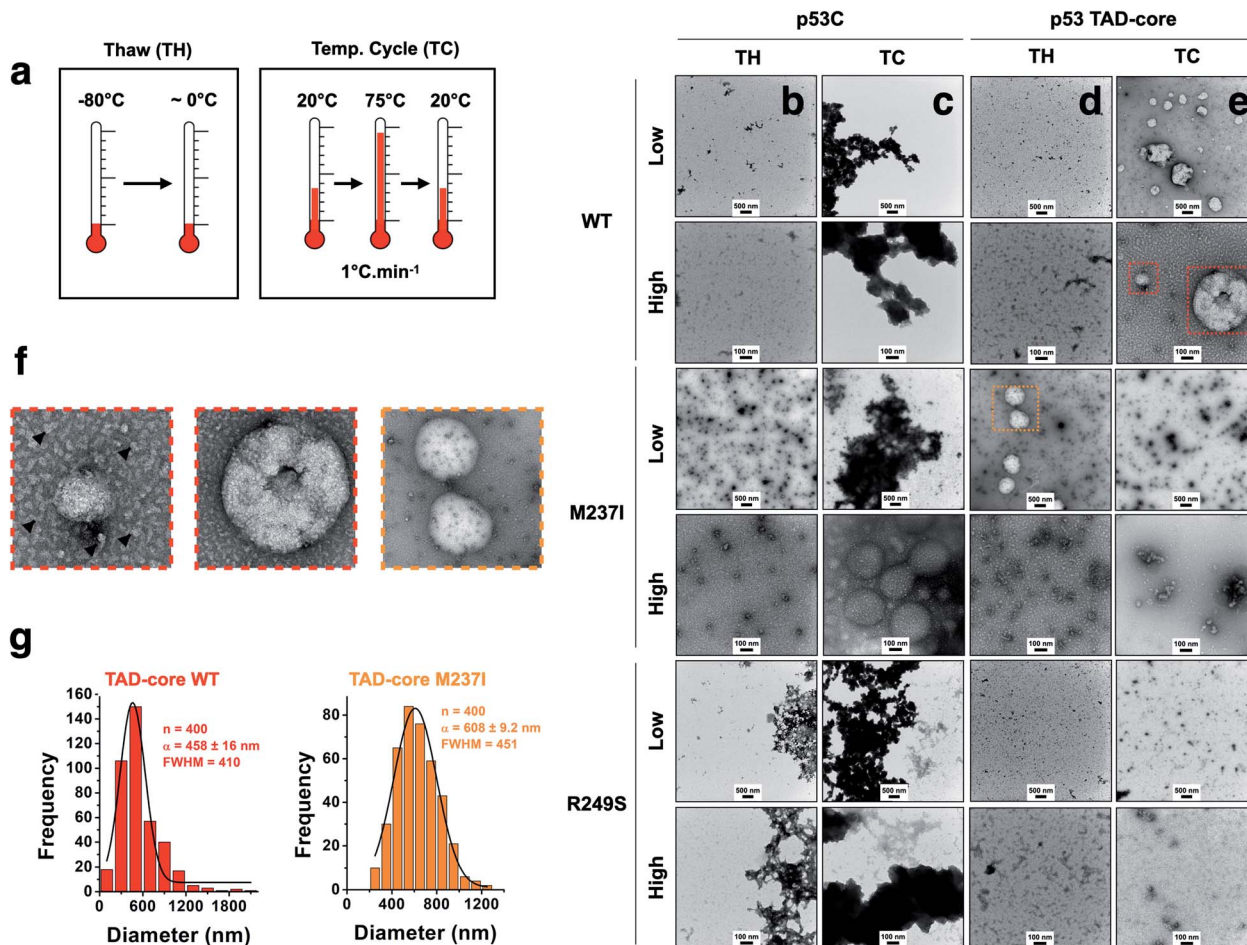 a
Thaw (TH)
-80°C
~ 0°C
Temp. Cycle (TC)
20°C
75°C
20°C
1°C.min⁻¹
p53C
p53 TAD-core
TH
TC
TH
TC
b
c
d
e
WT
Low
500 nm
500 nm
500 nm
500 nm
High
100 nm
100 nm
100 nm
100 nm
M237I
Low
500 nm
500 nm
500 nm
500 nm
High
100 nm
100 nm
100 nm
100 nm
R249S
Low
500 nm
500 nm
500 nm
500 nm
High
100 nm
100 nm
100 nm
100 nm
f
g
TAD-core WT
n = 400
α = 458 ± 16 nm
FWHM = 410
Frequency
160
140
120
100
80
60
40
20
0
0
600
1200
1800
Diameter (nm)
TAD-core M237I
n = 400
α = 608 ± 9.2 nm
FWHM = 451
Frequency
80
60
40
20
0
0
400
800
1200
Diameter (nm)